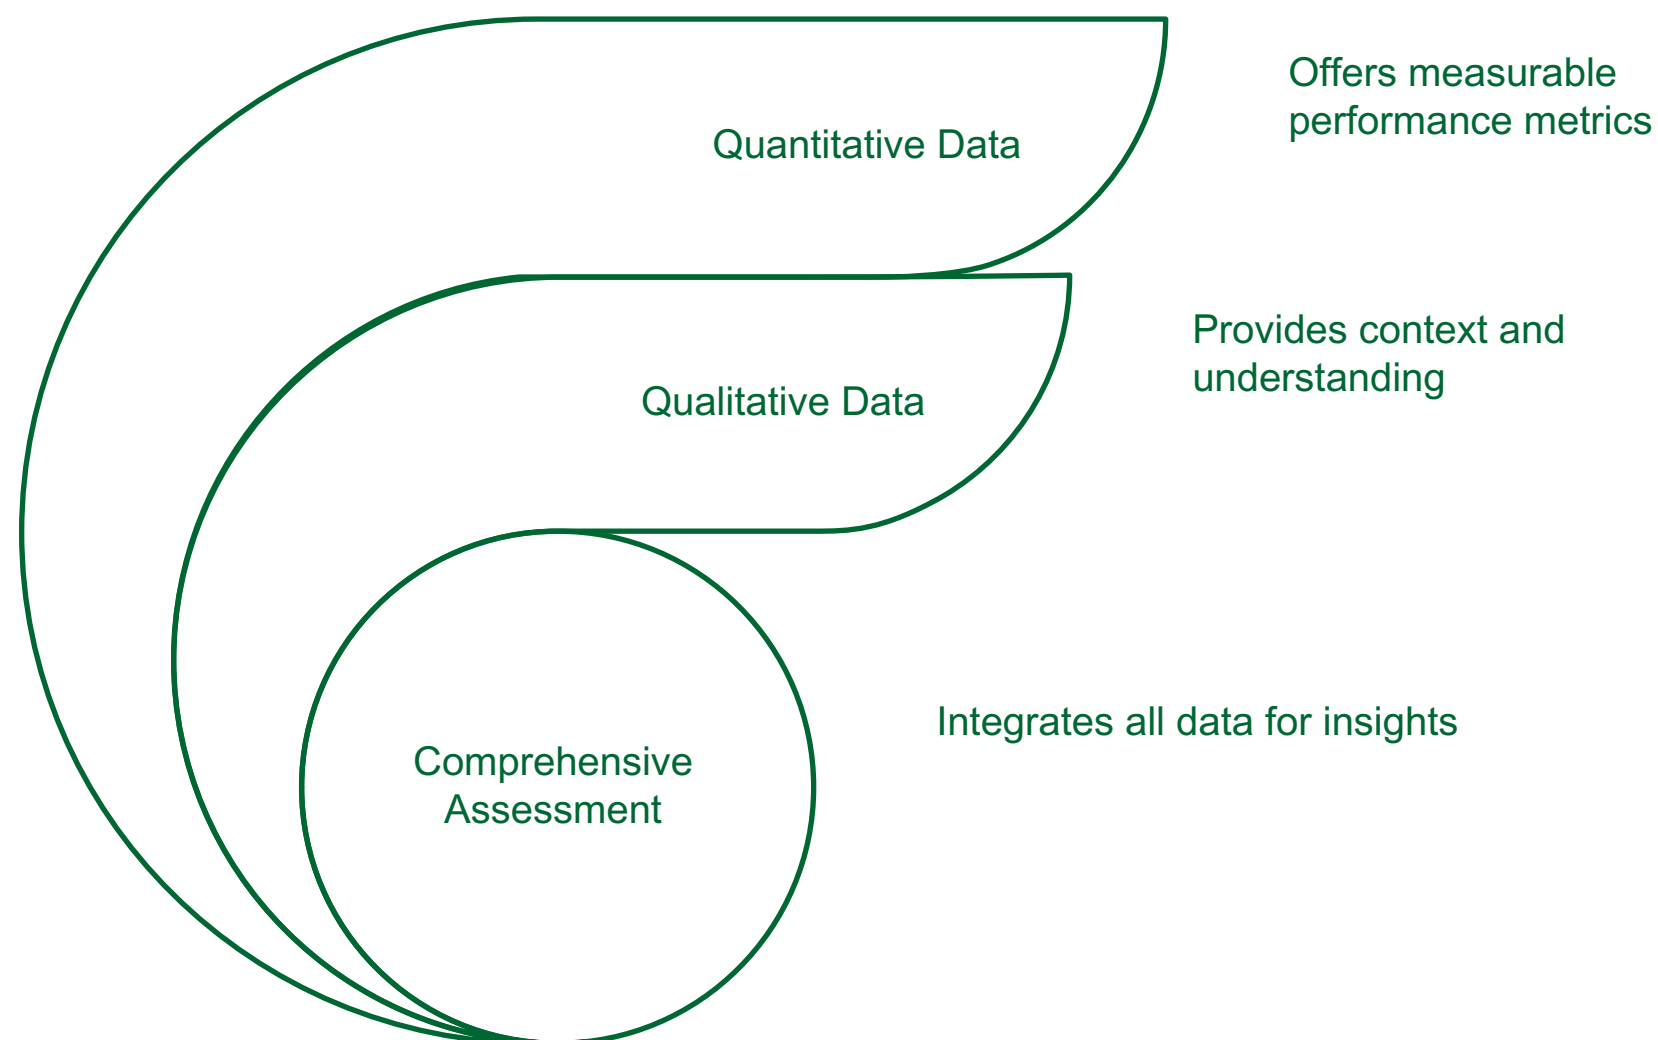 Quantitative Data
Offers measurable
performance metrics
Qualitative Data
Provides context and
understanding
Comprehensive
Assessment
Integrates all data for insights